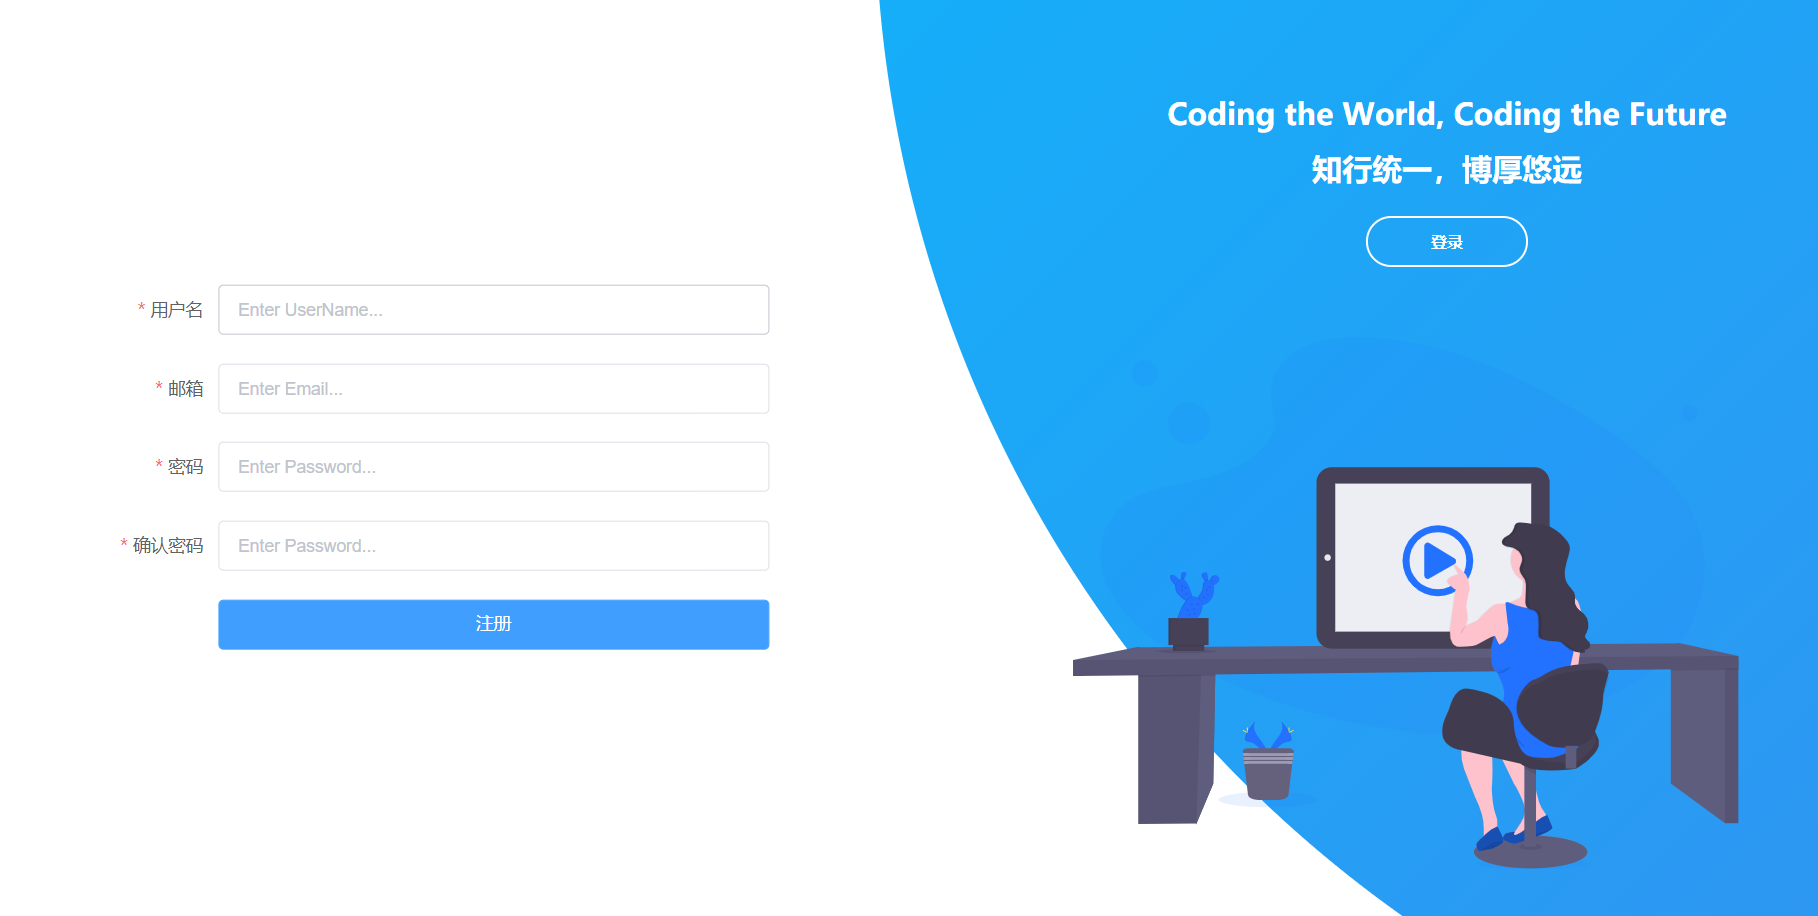 * 用户名 Enter UserName...
* 邮箱 Enter Email...
* 密码 Enter Password...
* 确认密码 Enter Password...
注册
Coding the World, Coding the Future
知行统一，博厚悠远
登录